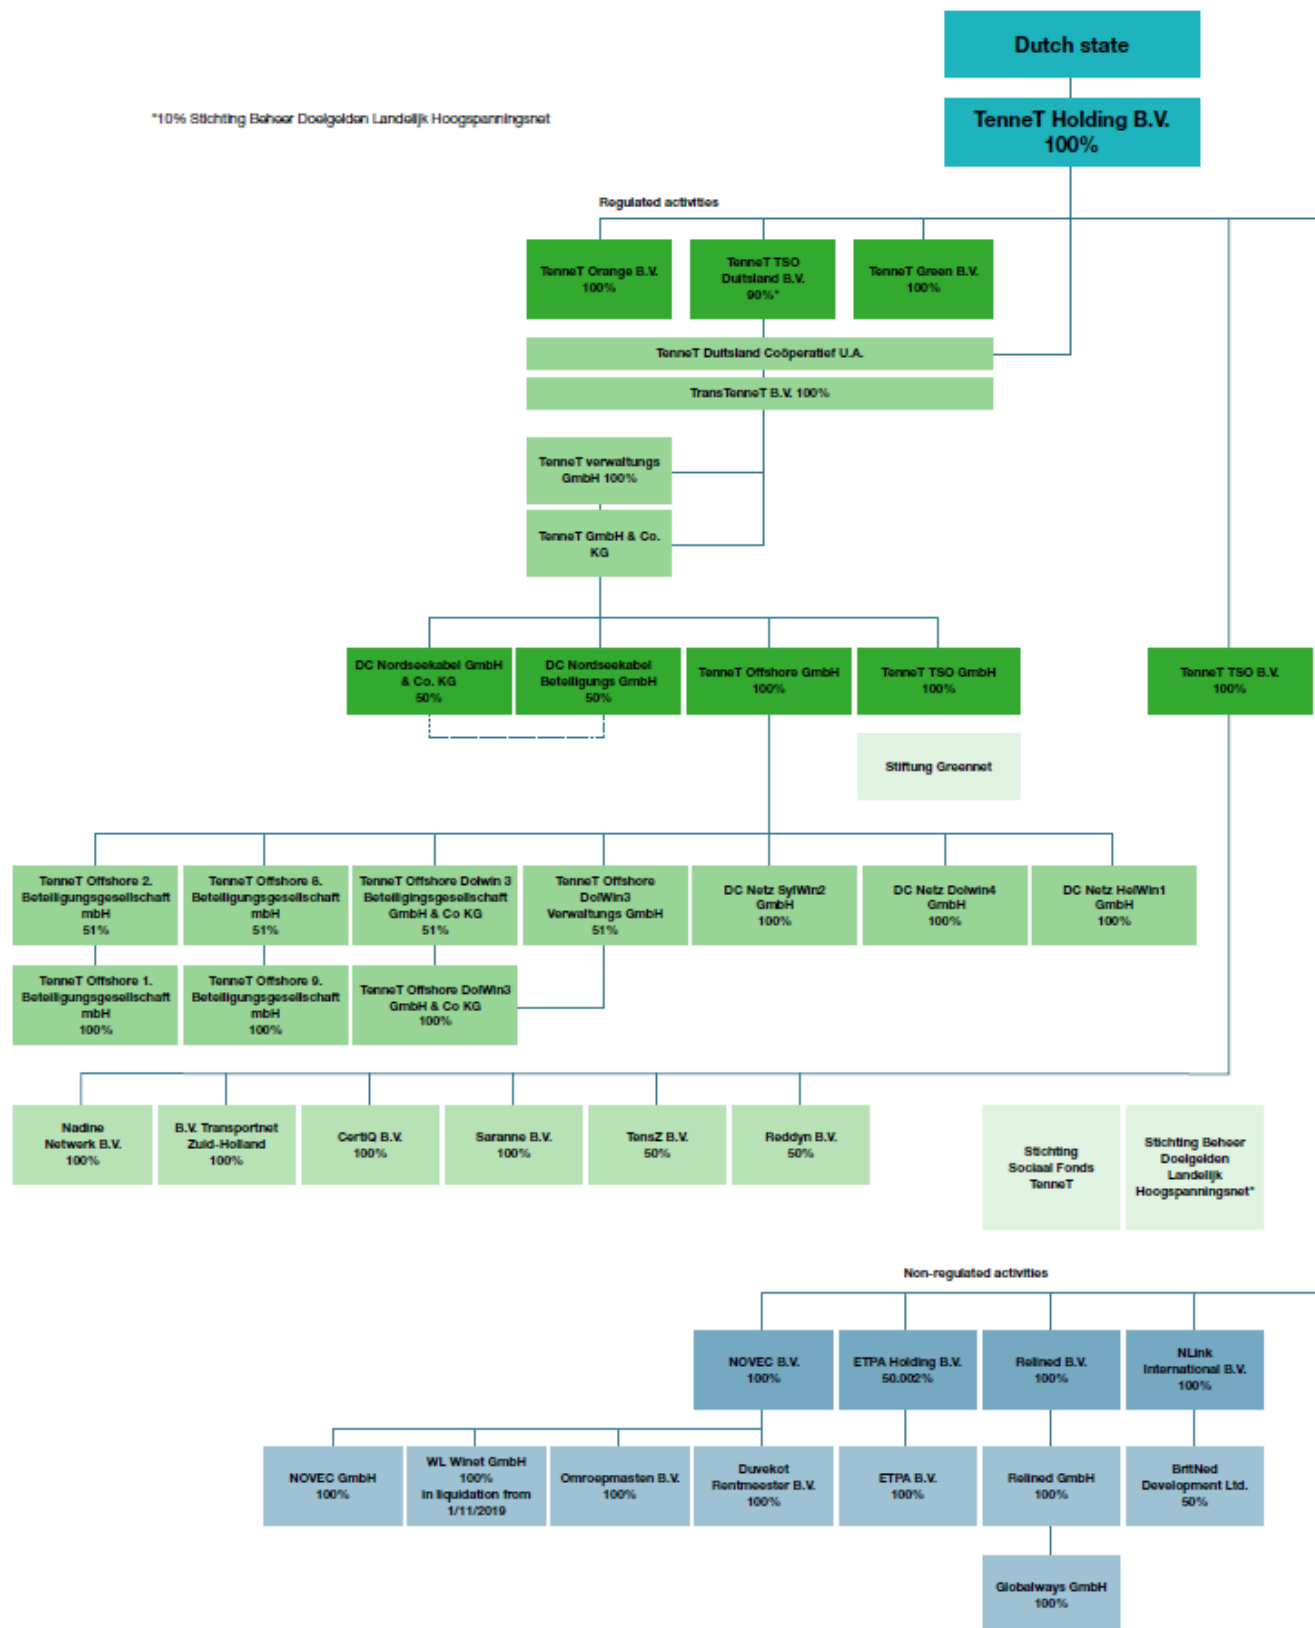 Dutch state
*10% Stichting Beheer Doelgelden Landelijk Hoogspanningsnet
TenneT Holding B.V.
100%
Regulated activities
TenneT Orange B.V.
100%
TenneT TSO
Duitsland B.V.
90%*
TenneT Green B.V.
100%
TenneT Duitsland Coöperatief U.A.
TransTenneT B.V. 100%
TenneT verwaltungs
GmbH 100%
TenneT GmbH & Co.
KG
DC Nordseekabel GmbH
& Co. KG
50%
DC Nordseekabel
Beteiligungs GmbH
50%
TenneT Offshore GmbH
100%
TenneT TSO GmbH
100%
TenneT TSO B.V.
100%
Stiftung Greennet
TenneT Offshore 2.
Beteiligungsgesellschaft
mbH
51%
TenneT Offshore 8.
Beteiligungsgesellschaft
mbH
51%
TenneT Offshore Dolwin 3
Beteligingsgesellschaft
GmbH & Co KG
51%
TenneT Offshore
DolWin3
Verwaltungs GmbH
51%
DC Netz SylWin2
GmbH
100%
DC Netz Dolwin4
GmbH
100%
DC Netz HelWin1
GmbH
100%
TenneT Offshore 1.
Beteiligungsgesellschaft
mbH
100%
TenneT Offshore 9.
Beteiligungsgesellschaft
mbH
100%
TenneT Offshore DolWin3
GmbH & Co KG
100%
Nadine
Netwerk B.V.
100%
B.V. Transportnet
Zuid-Holland
100%
CertiQ B.V.
100%
Saranne B.V.
100%
TensZ B.V.
50%
Reddyn B.V.
50%
Stichting
Sociaal Fonds
TenneT
Stichting Beheer
Doelgelden
Landelijk
Hoogspanningsnet*
Non-regulated activities
NOVEC B.V.
100%
ETPA Holding B.V.
50.002%
Relined B.V.
100%
NLink
International B.V.
100%
NOVEC GmbH
100%
WL Winet GmbH
100%
in liquidation from
1/11/2019
Omroepmasten B.V.
100%
Duvekot
Rentmeester B.V.
100%
ETPA B.V.
100%
Relined GmbH
100%
BritNed
Development Ltd.
50%
Globalways GmbH
100%